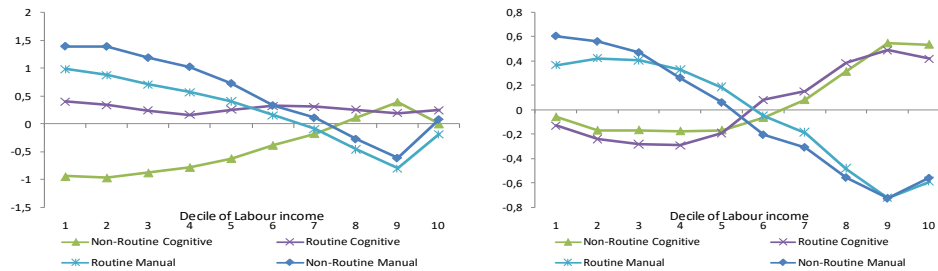 2
1,5
1
0,5
0
-0,5
-1
-1,5
Decile of Labour income
1 2 3 4 5 6 7 8 9 10
Non-Routine Cognitive Routine Cognitive
Routine Manual Non-Routine Manual
0,8
0,6
0,4
0,2
0
-0,2
-0,4
-0,6
-0,8
Decile of Labour income
1 2 3 4 5 6 7 8 9 10
Non-Routine Cognitive Routine Cognitive
Routine Manual Non-Routine Manual